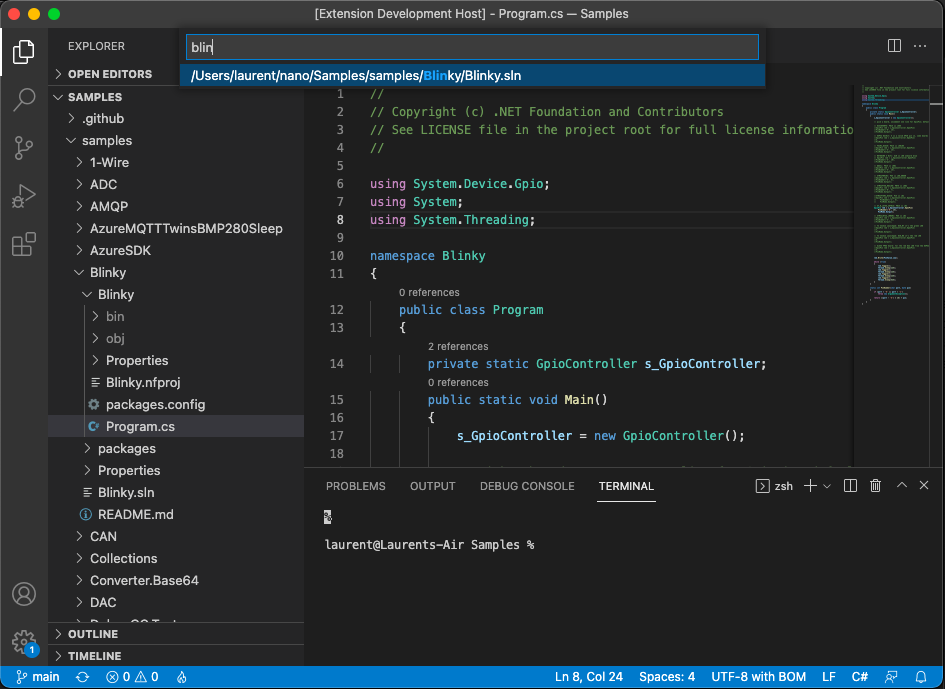 [Extension Development Host] - Program.cs — Samples
EXPLORER
blin
/Users/laurent/nano/Samples/samples/Blinky/Blinky.sln
OPEN EDITORS
SAMPLES
.github
samples
1-Wire
ADC
AMQP
AzureMQTTTwinsBMP280Sleep
AzureSDK
Blinky
Blinky
bin
obj
Properties
Blinky.nfproj
packages.config
Program.cs
packages
Properties
Blinky.sln
README.md
CAN
Collections
Converter.Base64
DAC
OUTLINE
TIMELINE
1 //
2 // Copyright (c) .NET Foundation and Contributors
3 // See LICENSE file in the project root for full license informatio
4 //
5
6 using System.Device.Gpio;
7 using System;
8 using System.Threading;
9
10 namespace Blinky
11 {
0 references
12 public class Program
13 {
2 references
14 private static GpioController s_GpioController;
0 references
15 public static void Main()
16 {
17 s_GpioController = new GpioController();
18
PROBLEMS OUTPUT DEBUG CONSOLE TERMINAL zsh
%
laurent@Laurents-Air Samples %
1
main 0 0 Ln 8, Col 24 Spaces: 4 UTF-8 with BOM LF C#